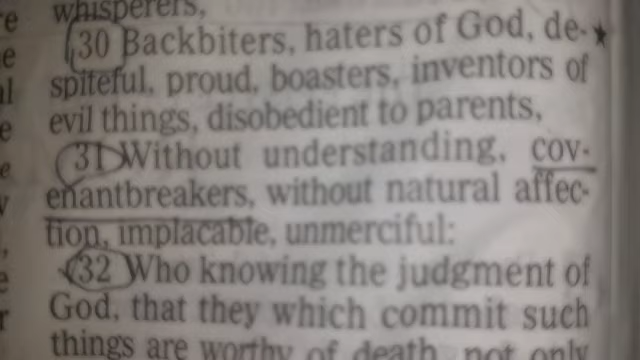 whisperers,
30 Backbiters, haters of God, de-
spiteful, proud, boasters, inventors of
evil things, disobedient to parents,
31 Without understanding, cov-
enantbreakers, without natural affec-
tion, implacable, unmerciful:
32 Who knowing the judgment of
God, that they which commit such
things are worthy of death, not only